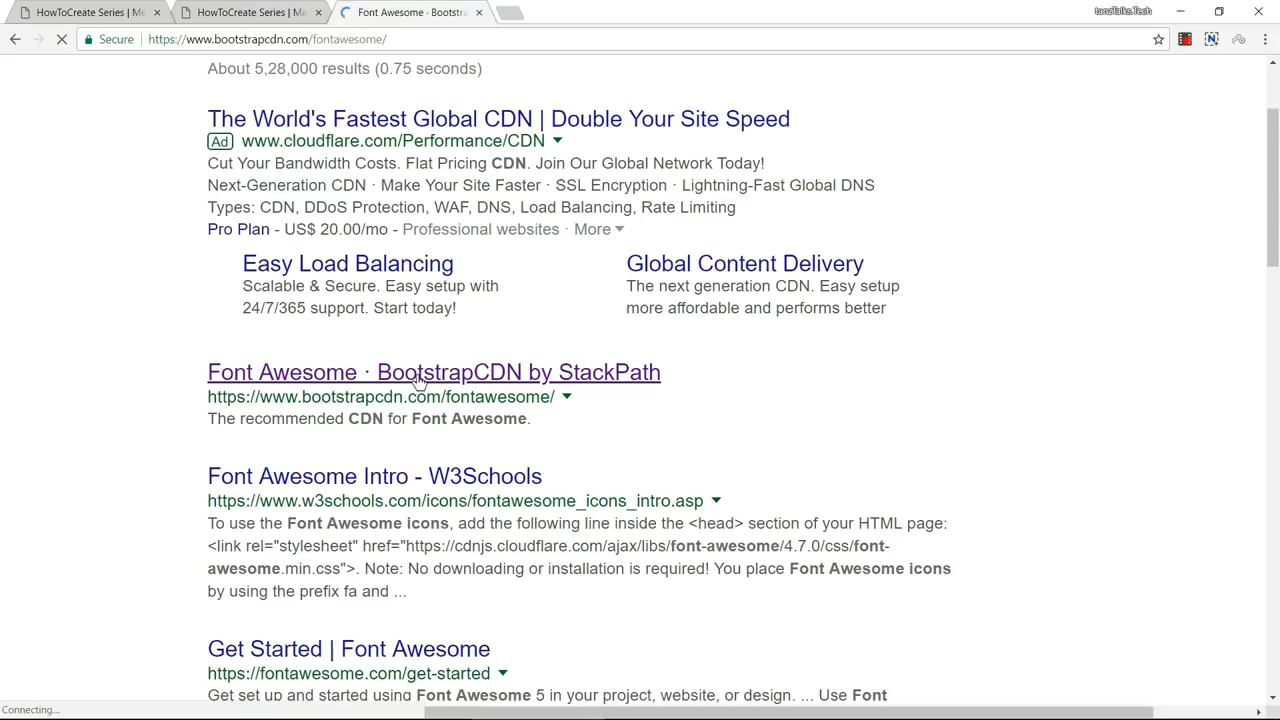 HowToCreate Series | Me
HowToCreate Series | Me
Font Awesome · Bootstra
tanzTalks.Tech
Secure
https://www.bootstrapcdn.com/fontawesome/
About 5,28,000 results (0.75 seconds)
The World's Fastest Global CDN | Double Your Site Speed
Ad www.cloudflare.com/Performance/CDN
Cut Your Bandwidth Costs. Flat Pricing CDN. Join Our Global Network Today!
Next-Generation CDN · Make Your Site Faster · SSL Encryption · Lightning-Fast Global DNS
Types: CDN, DDoS Protection, WAF, DNS, Load Balancing, Rate Limiting
Pro Plan - US$ 20.00/mo - Professional websites · More
Easy Load Balancing
Scalable & Secure. Easy setup with
24/7/365 support. Start today!
Global Content Delivery
The next generation CDN. Easy setup
more affordable and performs better
Font Awesome · BootstrapCDN by StackPath
https://www.bootstrapcdn.com/fontawesome/
The recommended CDN for Font Awesome.
Font Awesome Intro - W3Schools
https://www.w3schools.com/icons/fontawesome_icons_intro.asp
To use the Font Awesome icons, add the following line inside the <head> section of your HTML page:
<link rel="stylesheet" href="https://cdnjs.cloudflare.com/ajax/libs/font-awesome/4.7.0/css/font-
awesome.min.css">. Note: No downloading or installation is required! You place Font Awesome icons
by using the prefix fa and ...
Get Started | Font Awesome
https://fontawesome.com/get-started
Get set up and started using Font Awesome 5 in your project, website, or design. ... Use Font
Connecting...